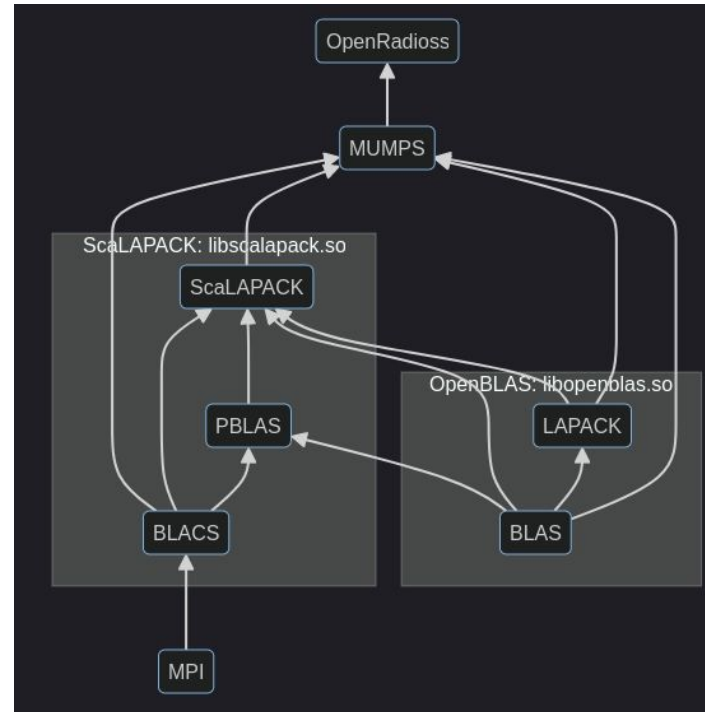 OpenRadioss
MUMPS
ScaLAPACK: libscalapack.so
ScaLAPACK
OpenBLAS: libopenblas.so
PBLAS
LAPACK
BLACS
BLAS
MPI